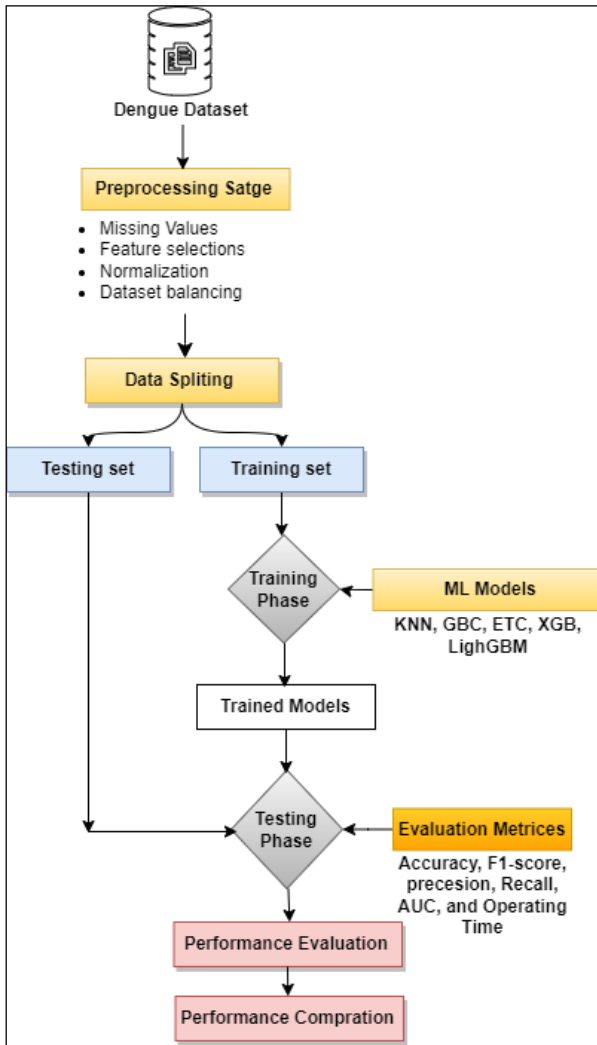 Dengue Dataset
Preprocessing Satge
• Missing Values
• Feature selections
• Normalization
• Dataset balancing
Data Spliting
Testing set
Training set
Training
Phase
ML Models
KNN, GBC, ETC, XGB,
LighGBM
Trained Models
Testing
Phase
Evaluation Metrices
Accuracy, F1-score,
precesion, Recall,
AUC, and Operating
Time
Performance Evaluation
Performance Compration